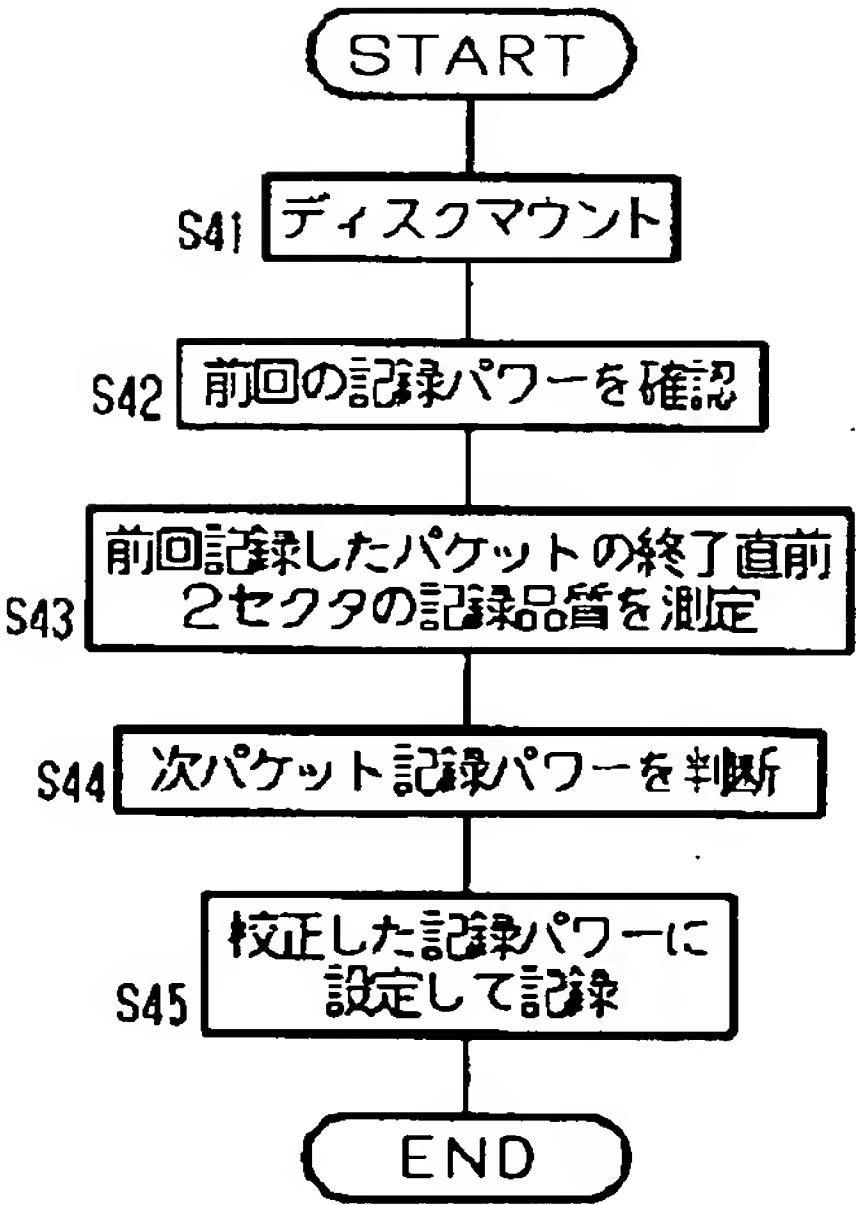 START
S41 ディスクマウント
S42 前回の記録パワーを確認
前回記録したパケットの終了直前
S43 2セクタの記録品質を測定
S44 次パケット記録パワーを判断
校正した記録パワーに
S45 設定して記録
END